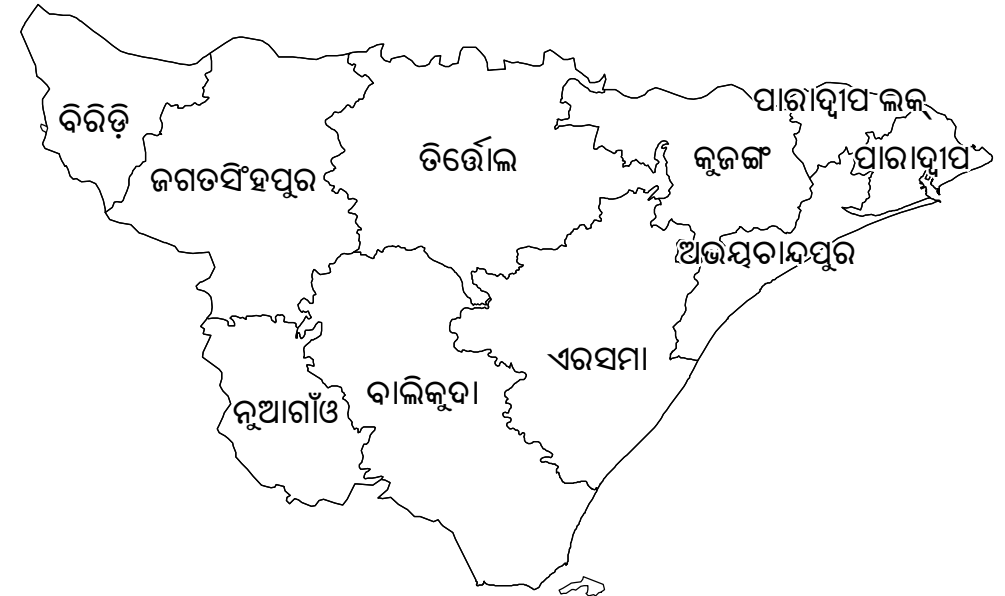 ପାରାଦ୍ୱୀପ ଲକ୍
ବିରିଡ଼ି
ତିର୍ତ୍ତୋଲ
କୁଜଙ୍ଗ
ପାରାଦ୍ୱୀପ
ଜଗତସିଂହପୁର
ଅଭୟଚାନ୍ଦପୁର
ଏରସମା
ବାଲିକୁଦା
ନୁଆଗାଁଓ